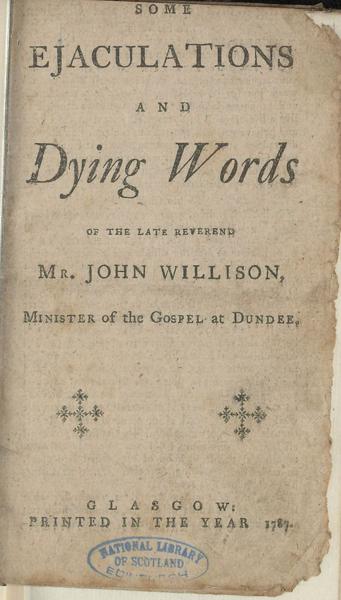 SOME
EJACULATIONS
AND
Dying Words
OF THE LATE REVEREND
MR. JOHN WILLISON,
MINISTER of the GOSPEL at DUNDEE.
GLASGOW:
PRINTED IN THE YEAR 1787.
NATIONAL LIBRARY
OF SCOTLAND
EDINBURGH